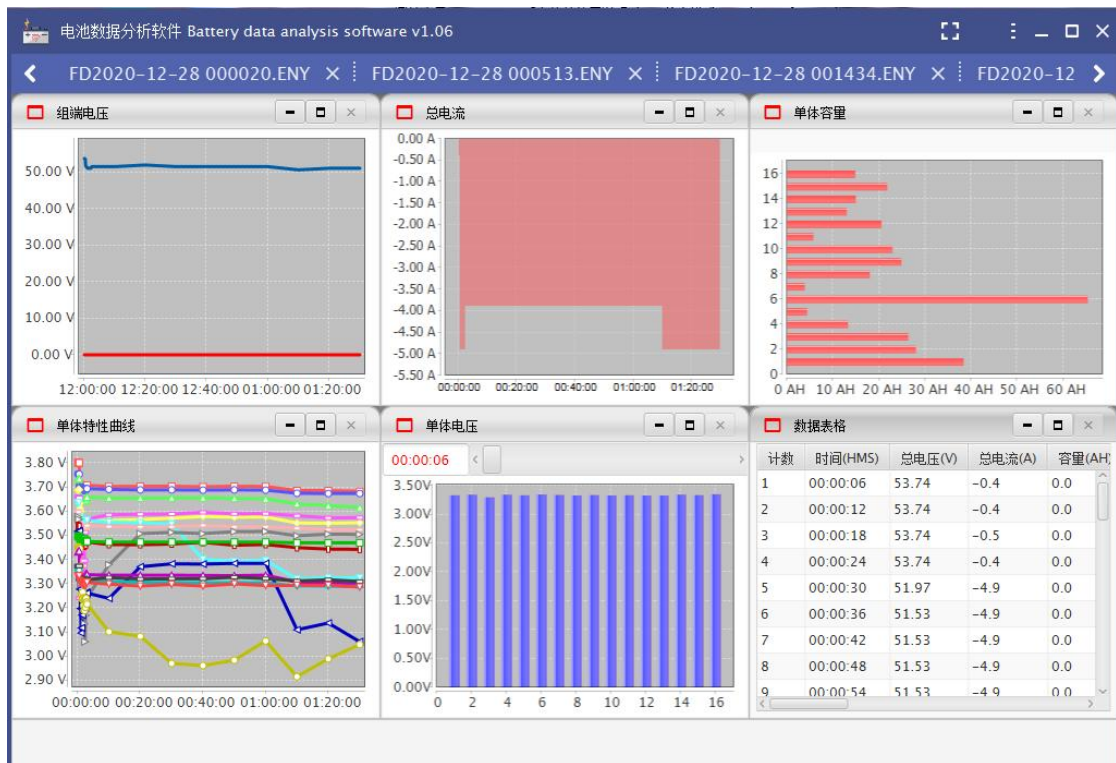 电池数据分析软件 Battery data analysis software v1.06
FD2020-12-28 000020.ENY × FD2020-12-28 000513.ENY × FD2020-12-28 001434.ENY × FD2020-12
组端电压
50.00 V
40.00 V
30.00 V
20.00 V
10.00 V
0.00 V
12:00:00 12:20:00 12:40:00 01:00:00 01:20:00
总电流
0.00 A
-0.50 A
-1.00 A
-1.50 A
-2.00 A
-2.50 A
-3.00 A
-3.50 A
-4.00 A
-4.50 A
-5.00 A
-5.50 A
00:00:00 00:20:00 00:40:00 01:00:00 01:20:00
单体容量
16
14
12
10
8
6
4
2
0
0 AH 10 AH 20 AH 30 AH 40 AH 50 AH 60 AH
单体特性曲线
3.80 V
3.70 V
3.60 V
3.50 V
3.40 V
3.30 V
3.20 V
3.10 V
3.00 V
2.90 V
00:00:00 00:20:00 00:40:00 01:00:00 01:20:00
单体电压
00:00:06
3.50V
3.00V
2.50V
2.00V
1.50V
1.00V
0.50V
0.00V
0 2 4 6 8 10 12 14 16
数据表格
计数 时间(HMS) 总电压(V) 总电流(A) 容量(AH)
1 00:00:06 53.74 -0.4 0.0
2 00:00:12 53.74 -0.4 0.0
3 00:00:18 53.74 -0.5 0.0
4 00:00:24 53.74 -0.4 0.0
5 00:00:30 51.97 -4.9 0.0
6 00:00:36 51.53 -4.9 0.0
7 00:00:42 51.53 -4.9 0.0
8 00:00:48 51.53 -4.9 0.0
9 00:00:54 51.53 -4.9 0.0